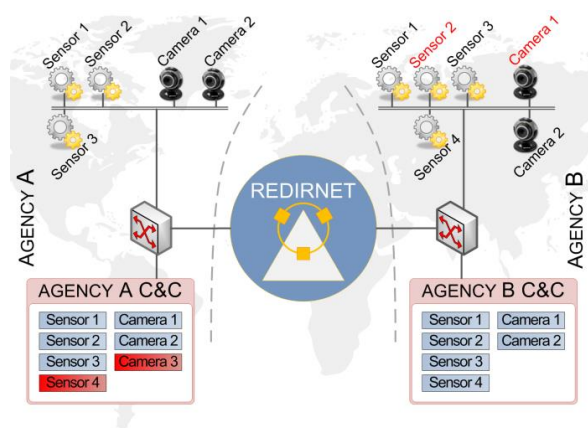 Sensor 1
Sensor 2
Camera 1
Camera 2
Sensor 3
AGENCY A
Sensor 1
Sensor 2
Sensor 3
Camera 1
Sensor 4
Camera 2
AGENCY B
REDIRNET
AGENCY A C&C
Sensor 1 Camera 1
Sensor 2 Camera 2
Sensor 3 Camera 3
Sensor 4
AGENCY B C&C
Sensor 1 Camera 1
Sensor 2 Camera 2
Sensor 3
Sensor 4